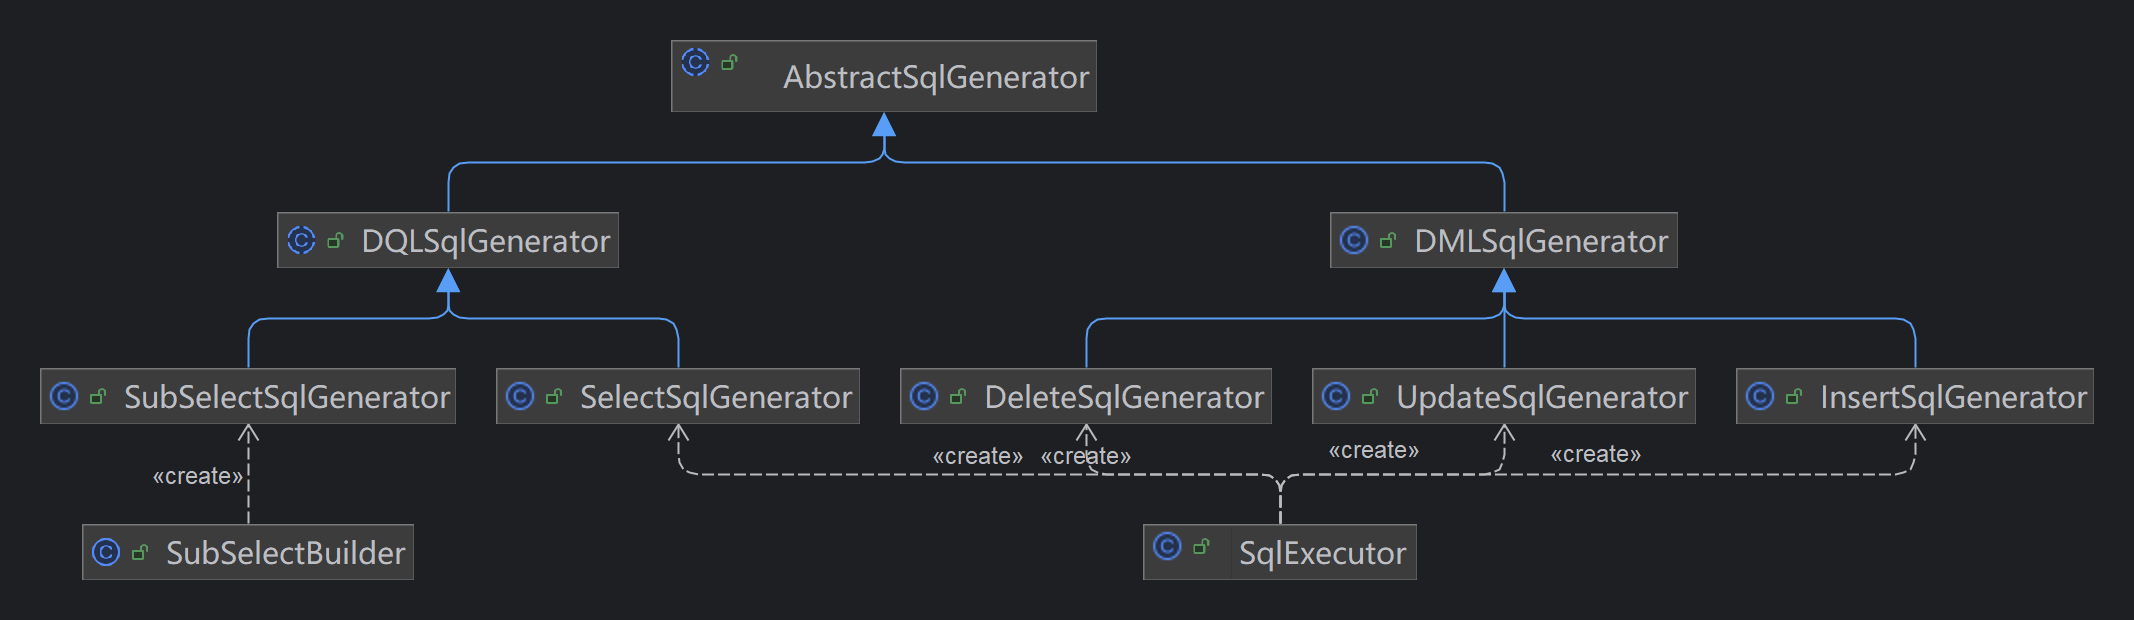 AbstractSqlGenerator
DQLSqlGenerator
DMLSqlGenerator
SubSelectSqlGenerator
SelectSqlGenerator
DeleteSqlGenerator
UpdateSqlGenerator
InsertSqlGenerator
«create»
«create»
«create»
«create»
«create»
SubSelectBuilder
SqlExecutor